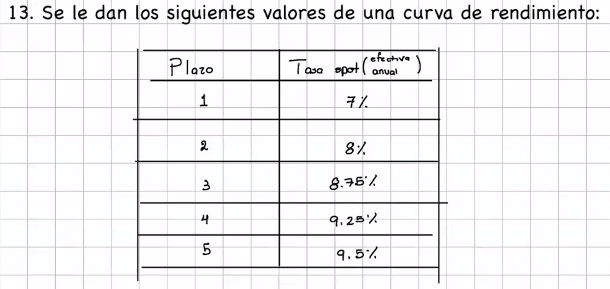 13. Se le dan los siguientes valores de una curva de rendimiento:
Plazo Tasa spot (efectiva anual)
1 7%
2 8%
3 8.75%
4 9.25%
5 9.5%